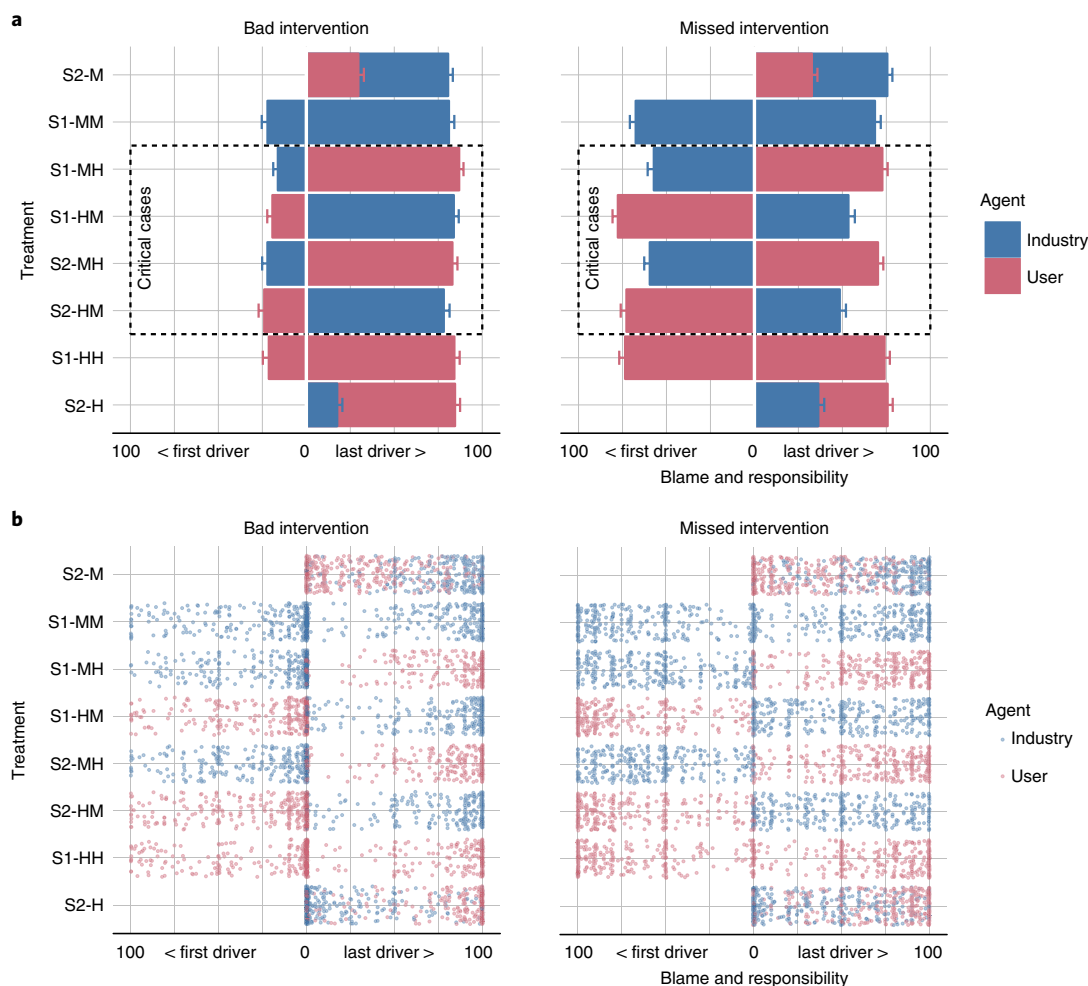 a
Bad intervention
Missed intervention
S2-M
S1-MM
S1-MH
S1-HM
S2-MH
S2-HM
S1-HH
S2-H
Treatment
Critical cases
Critical cases
Agent
Industry
User
100 < first driver 0 last driver > 100
100 < first driver 0 last driver > 100
Blame and responsibility
b
Bad intervention
Missed intervention
S2-M
S1-MM
S1-MH
S1-HM
S2-MH
S2-HM
S1-HH
S2-H
Treatment
Agent
Industry
User
100 < first driver 0 last driver > 100
100 < first driver 0 last driver > 100
Blame and responsibility